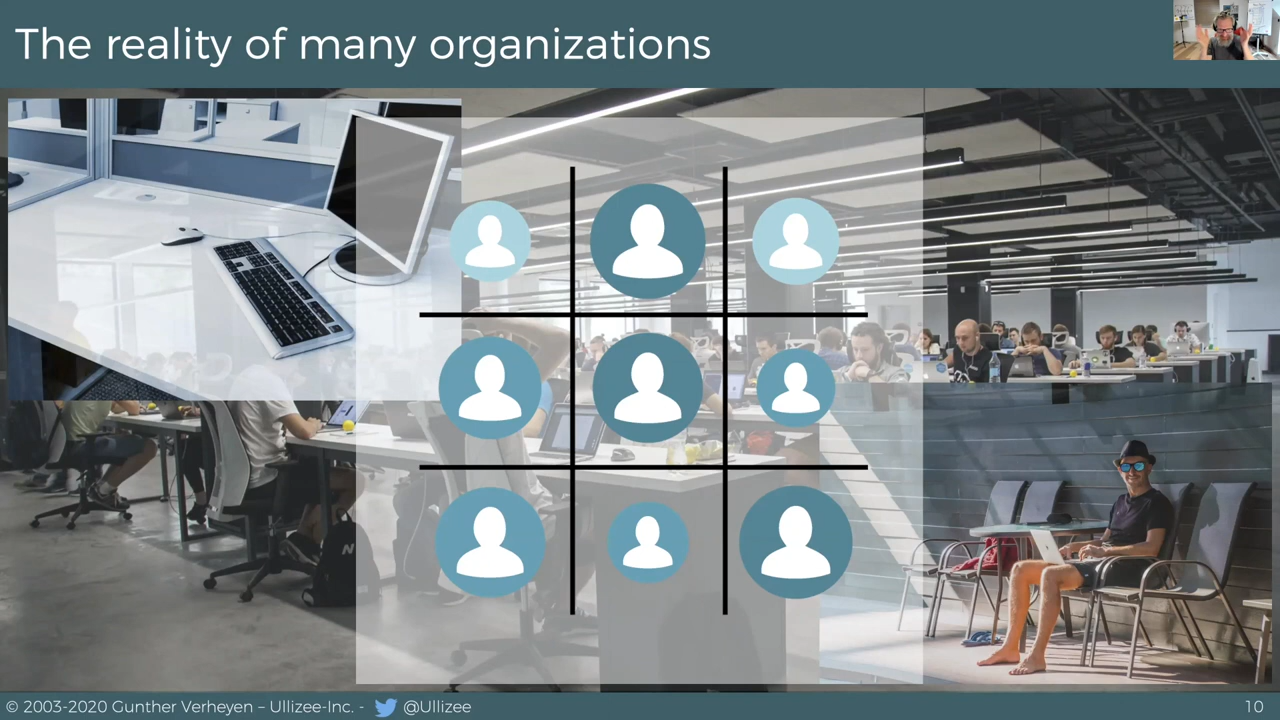 The reality of many organizations
© 2003-2020 Gunther Verheyen – Ullizee-Inc. - @Ullizee
10